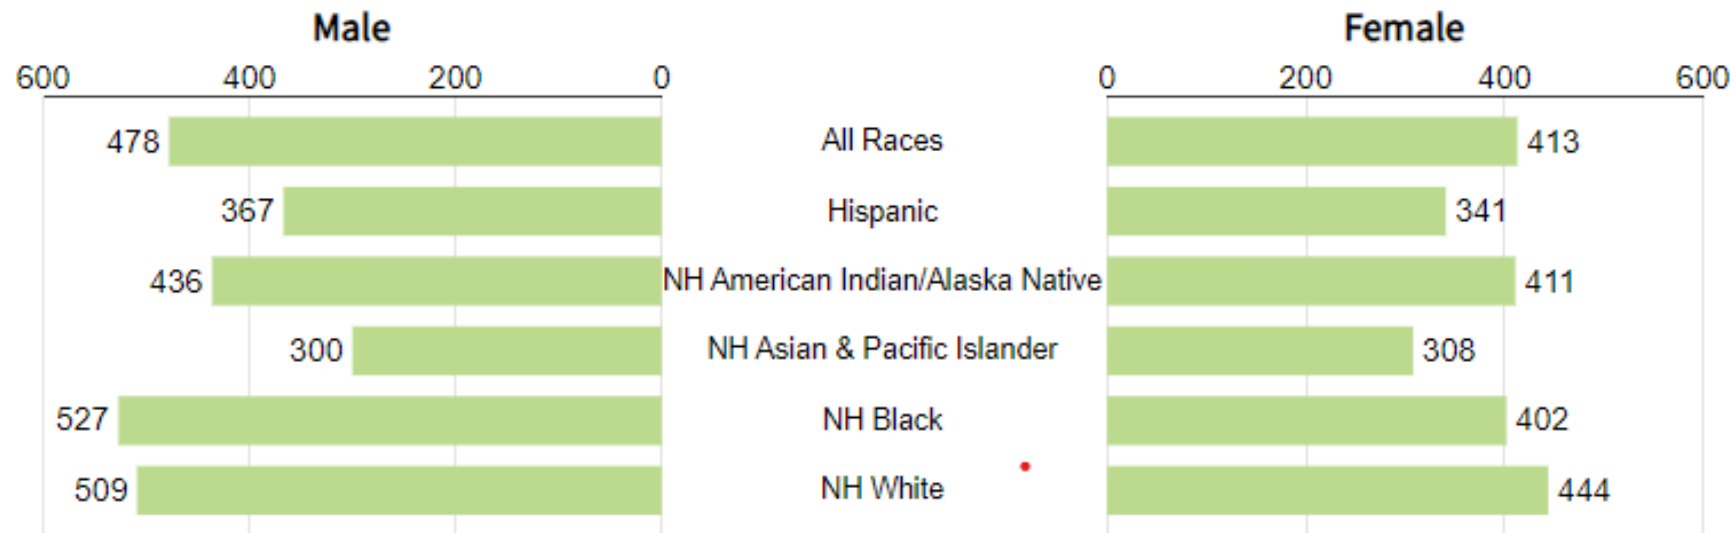 Male Female
600 400 200 0 0 200 400 600
478 All Races 413
367 Hispanic 341
436 NH American Indian/Alaska Native 411
300 NH Asian & Pacific Islander 308
527 NH Black 402
509 NH White 444